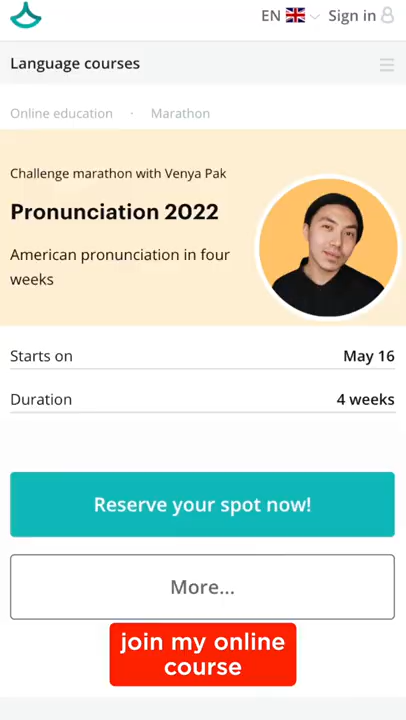 EN Sign in
Language courses
Online education · Marathon
Challenge marathon with Venya Pak
Pronunciation 2022
American pronunciation in four
weeks
Starts on May 16
Duration 4 weeks
Reserve your spot now!
More...
join my online
course